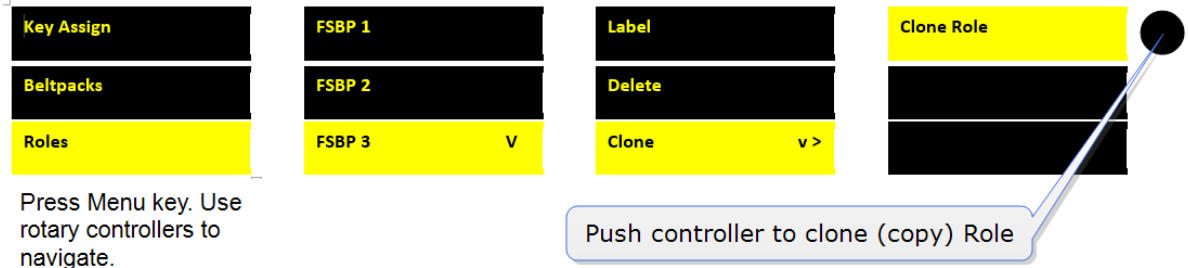 Key Assign
Beltpacks
Roles
FSBP 1
FSBP 2
FSBP 3 V
Label
Delete
Clone v >
Clone Role
Press Menu key. Use
rotary controllers to
navigate.
Push controller to clone (copy) Role